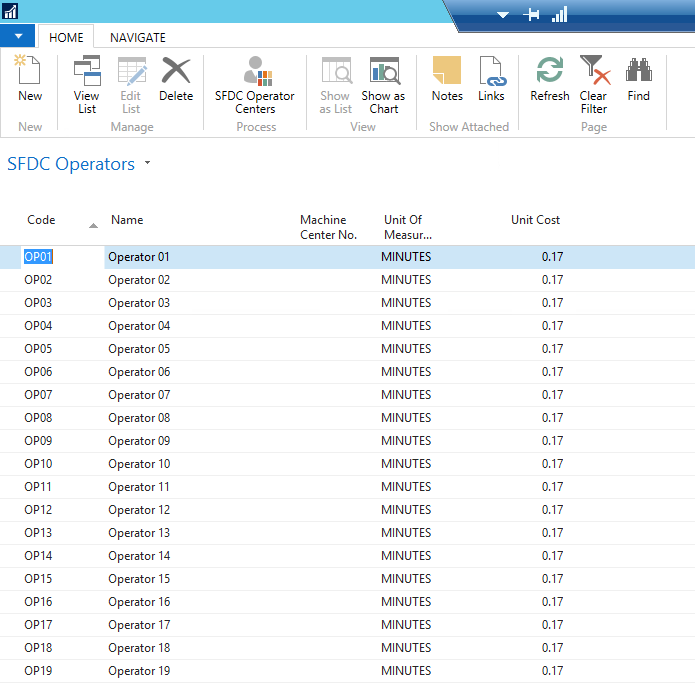 HOME NAVIGATE
New View List Edit List Delete SFDC Operator Centers Show as List Show as Chart Notes Links Refresh Clear Filter Find
New Manage Process View Show Attached Page
SFDC Operators
Code Name Machine Center No. Unit Of Measur... Unit Cost
OP01 Operator 01 MINUTES 0.17
OP02 Operator 02 MINUTES 0.17
OP03 Operator 03 MINUTES 0.17
OP04 Operator 04 MINUTES 0.17
OP05 Operator 05 MINUTES 0.17
OP06 Operator 06 MINUTES 0.17
OP07 Operator 07 MINUTES 0.17
OP08 Operator 08 MINUTES 0.17
OP09 Operator 09 MINUTES 0.17
OP10 Operator 10 MINUTES 0.17
OP11 Operator 11 MINUTES 0.17
OP12 Operator 12 MINUTES 0.17
OP13 Operator 13 MINUTES 0.17
OP14 Operator 14 MINUTES 0.17
OP15 Operator 15 MINUTES 0.17
OP16 Operator 16 MINUTES 0.17
OP17 Operator 17 MINUTES 0.17
OP18 Operator 18 MINUTES 0.17
OP19 Operator 19 MINUTES 0.17